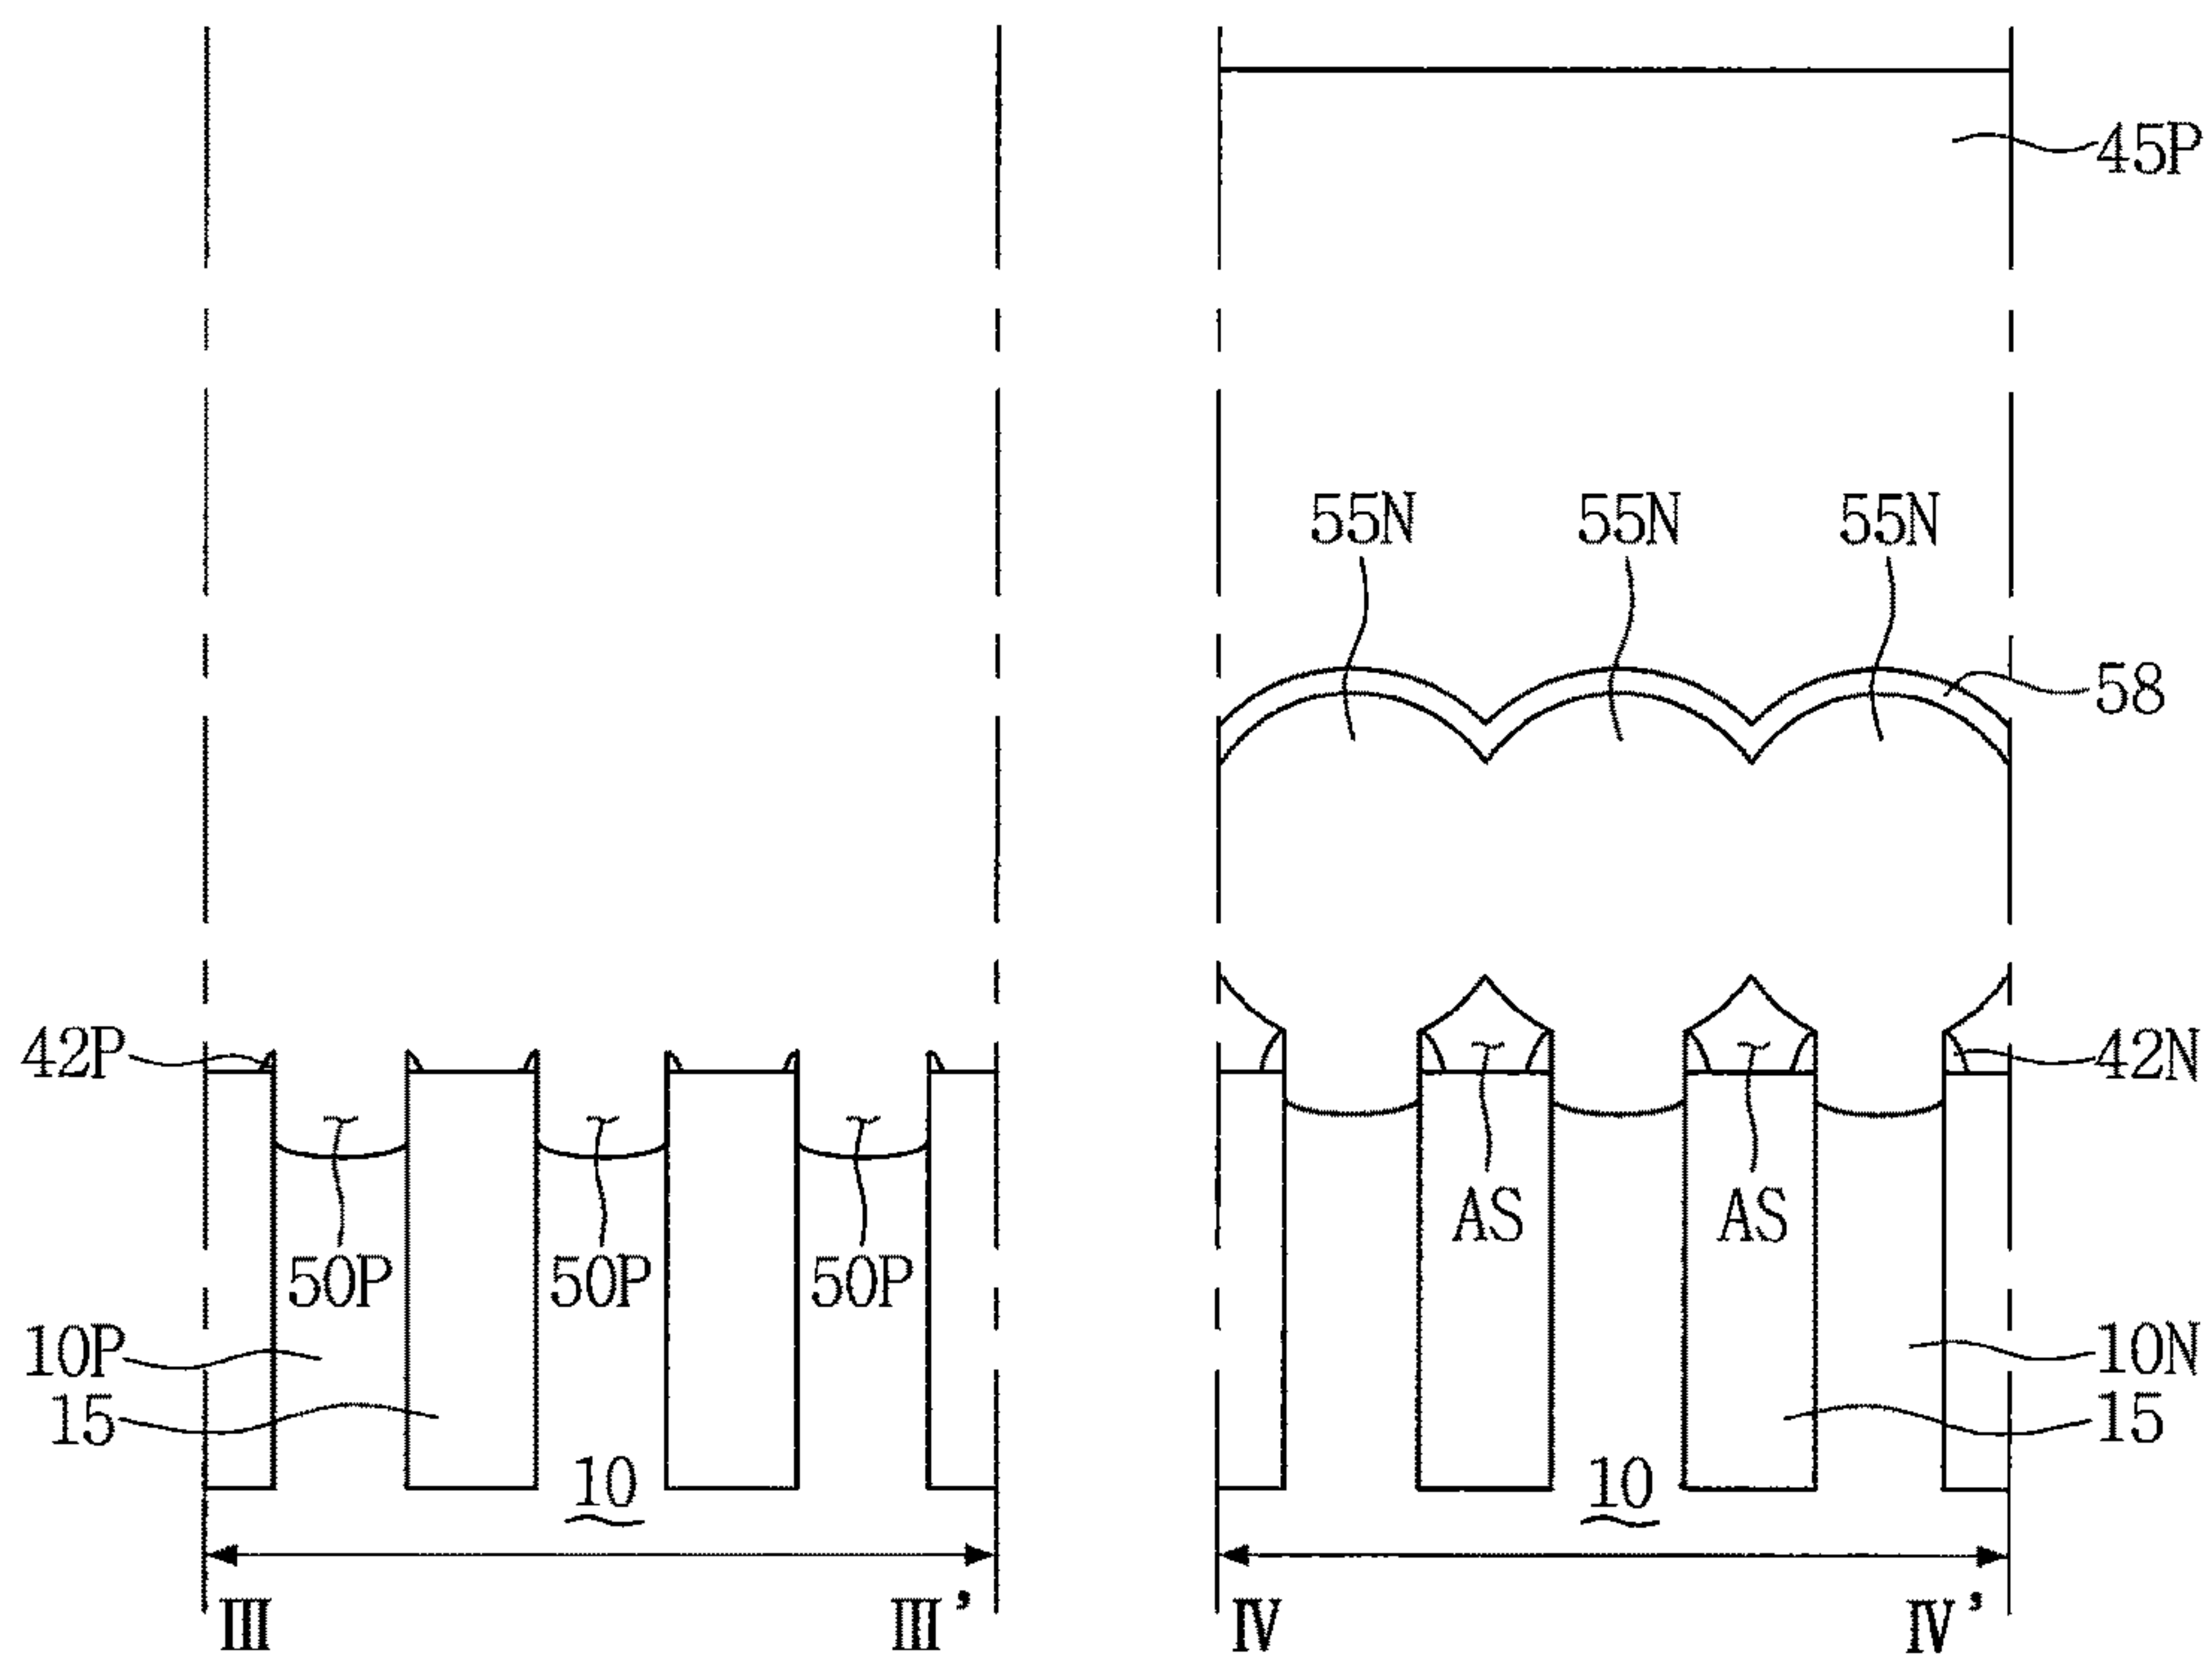 45P
55N 55N 55N
58
42P
42N
AS AS
50P 50P 50P
10P
10N
15
15
10
10
III III' IV IV'